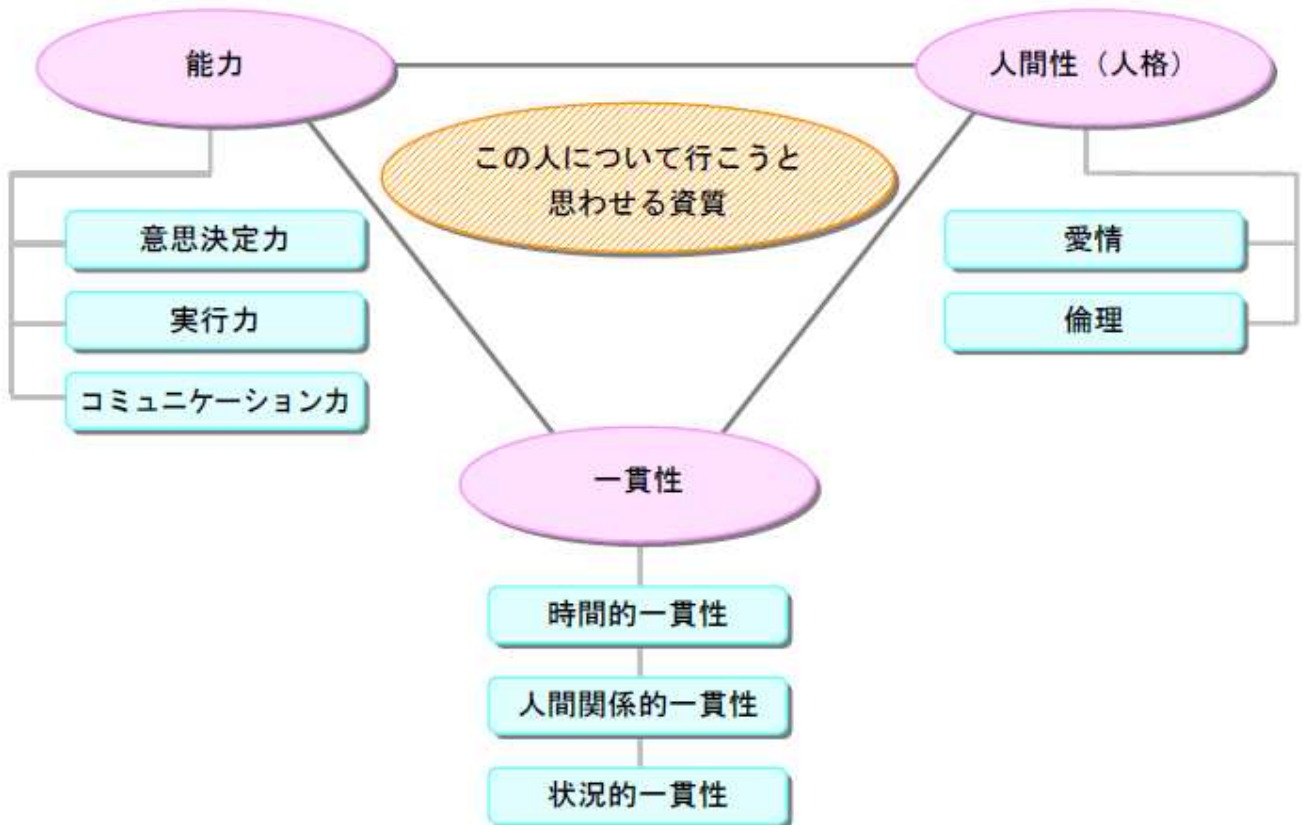 能力
人間性（人格）
この人について行こうと
思わせる資質
意思決定力
実行力
コミュニケーション力
愛情
倫理
一貫性
時間的一貫性
人間関係的一貫性
状況的一貫性